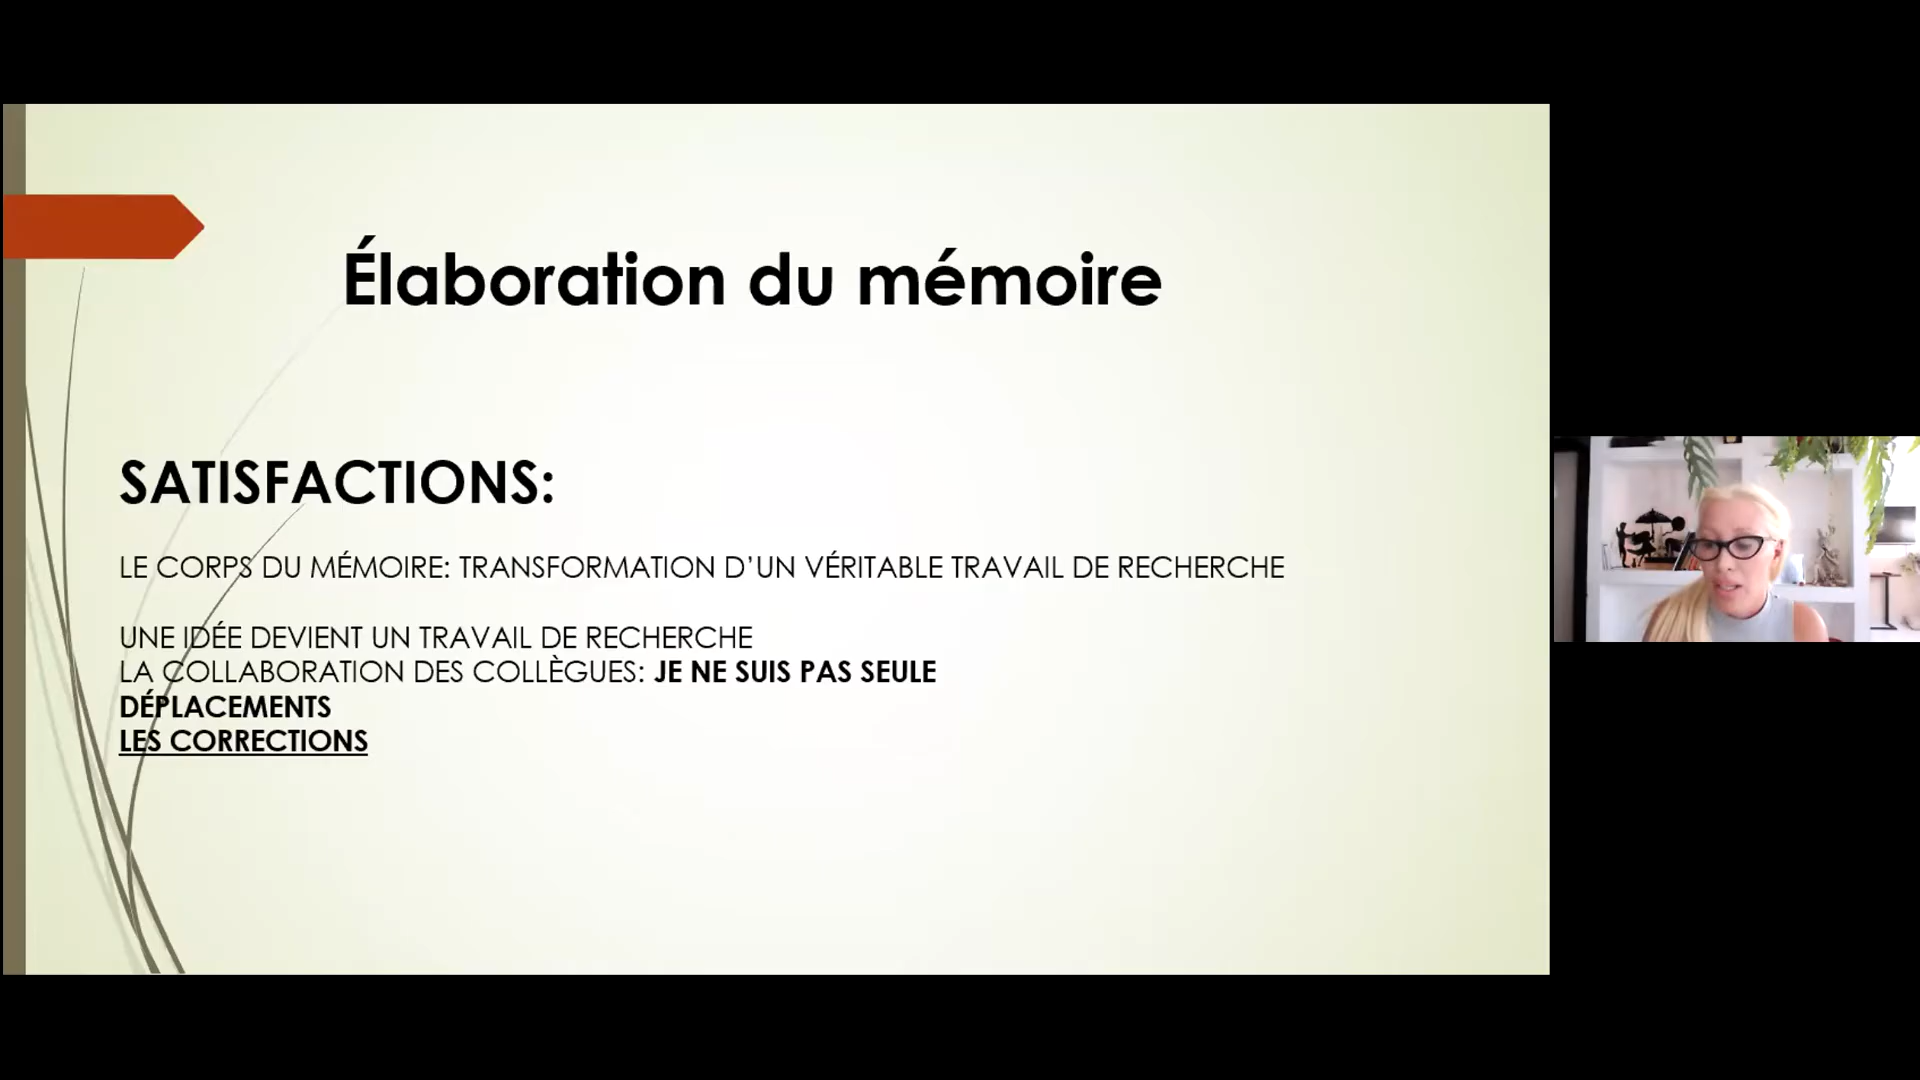 Élaboration du mémoire
SATISFACTIONS:
LE CORPS DU MÉMOIRE: TRANSFORMATION D’UN VÉRITABLE TRAVAIL DE RECHERCHE
UNE IDÉE DEVIENT UN TRAVAIL DE RECHERCHE
LA COLLABORATION DES COLLÈGUES: JE NE SUIS PAS SEULE
DÉPLACEMENTS
LES CORRECTIONS